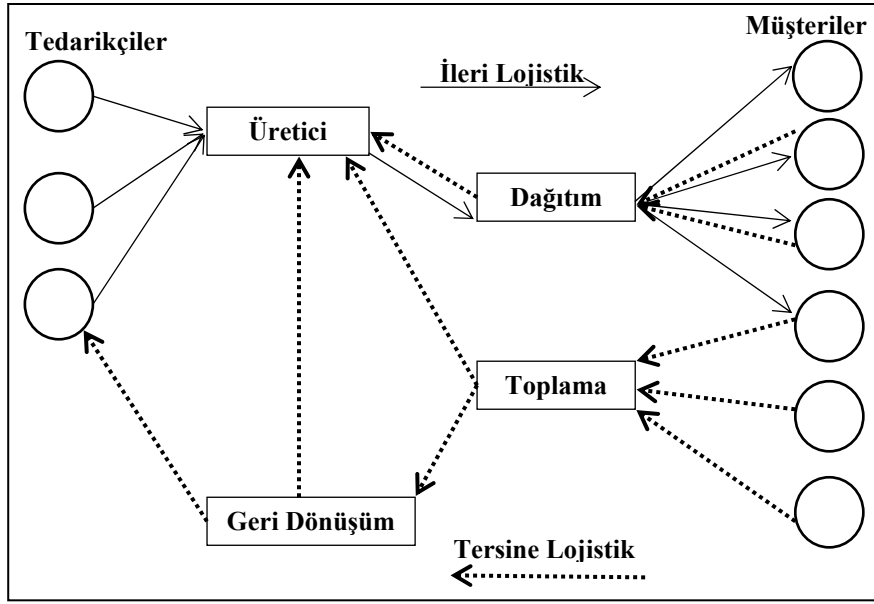 Tedarikçiler
Müşteriler
İleri Lojistik
Üretici
Dağıtım
Toplama
Geri Dönüşüm
Tersine Lojistik